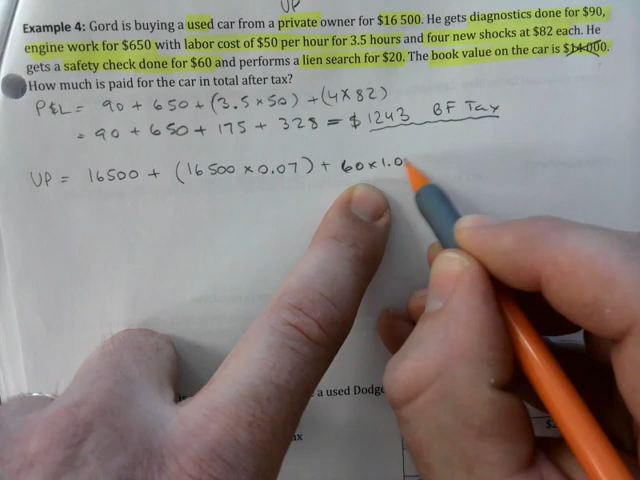 UP
Example 4: Gord is buying a used car from a private owner for $16 500. He gets diagnostics done for $90,
engine work for $650 with labor cost of $50 per hour for 3.5 hours and four new shocks at $82 each. He
gets a safety check done for $60 and performs a lien search for $20. The book value on the car is $14 000.
How much is paid for the car in total after tax?
P&L = 90 + 650 + (3.5 × 50) + (4 × 82)
= 90 + 650 + 175 + 328 = $1243 BF Tax
UP = 16500 + (16500 × 0.07) + 60 × 1.0
a used Dodge